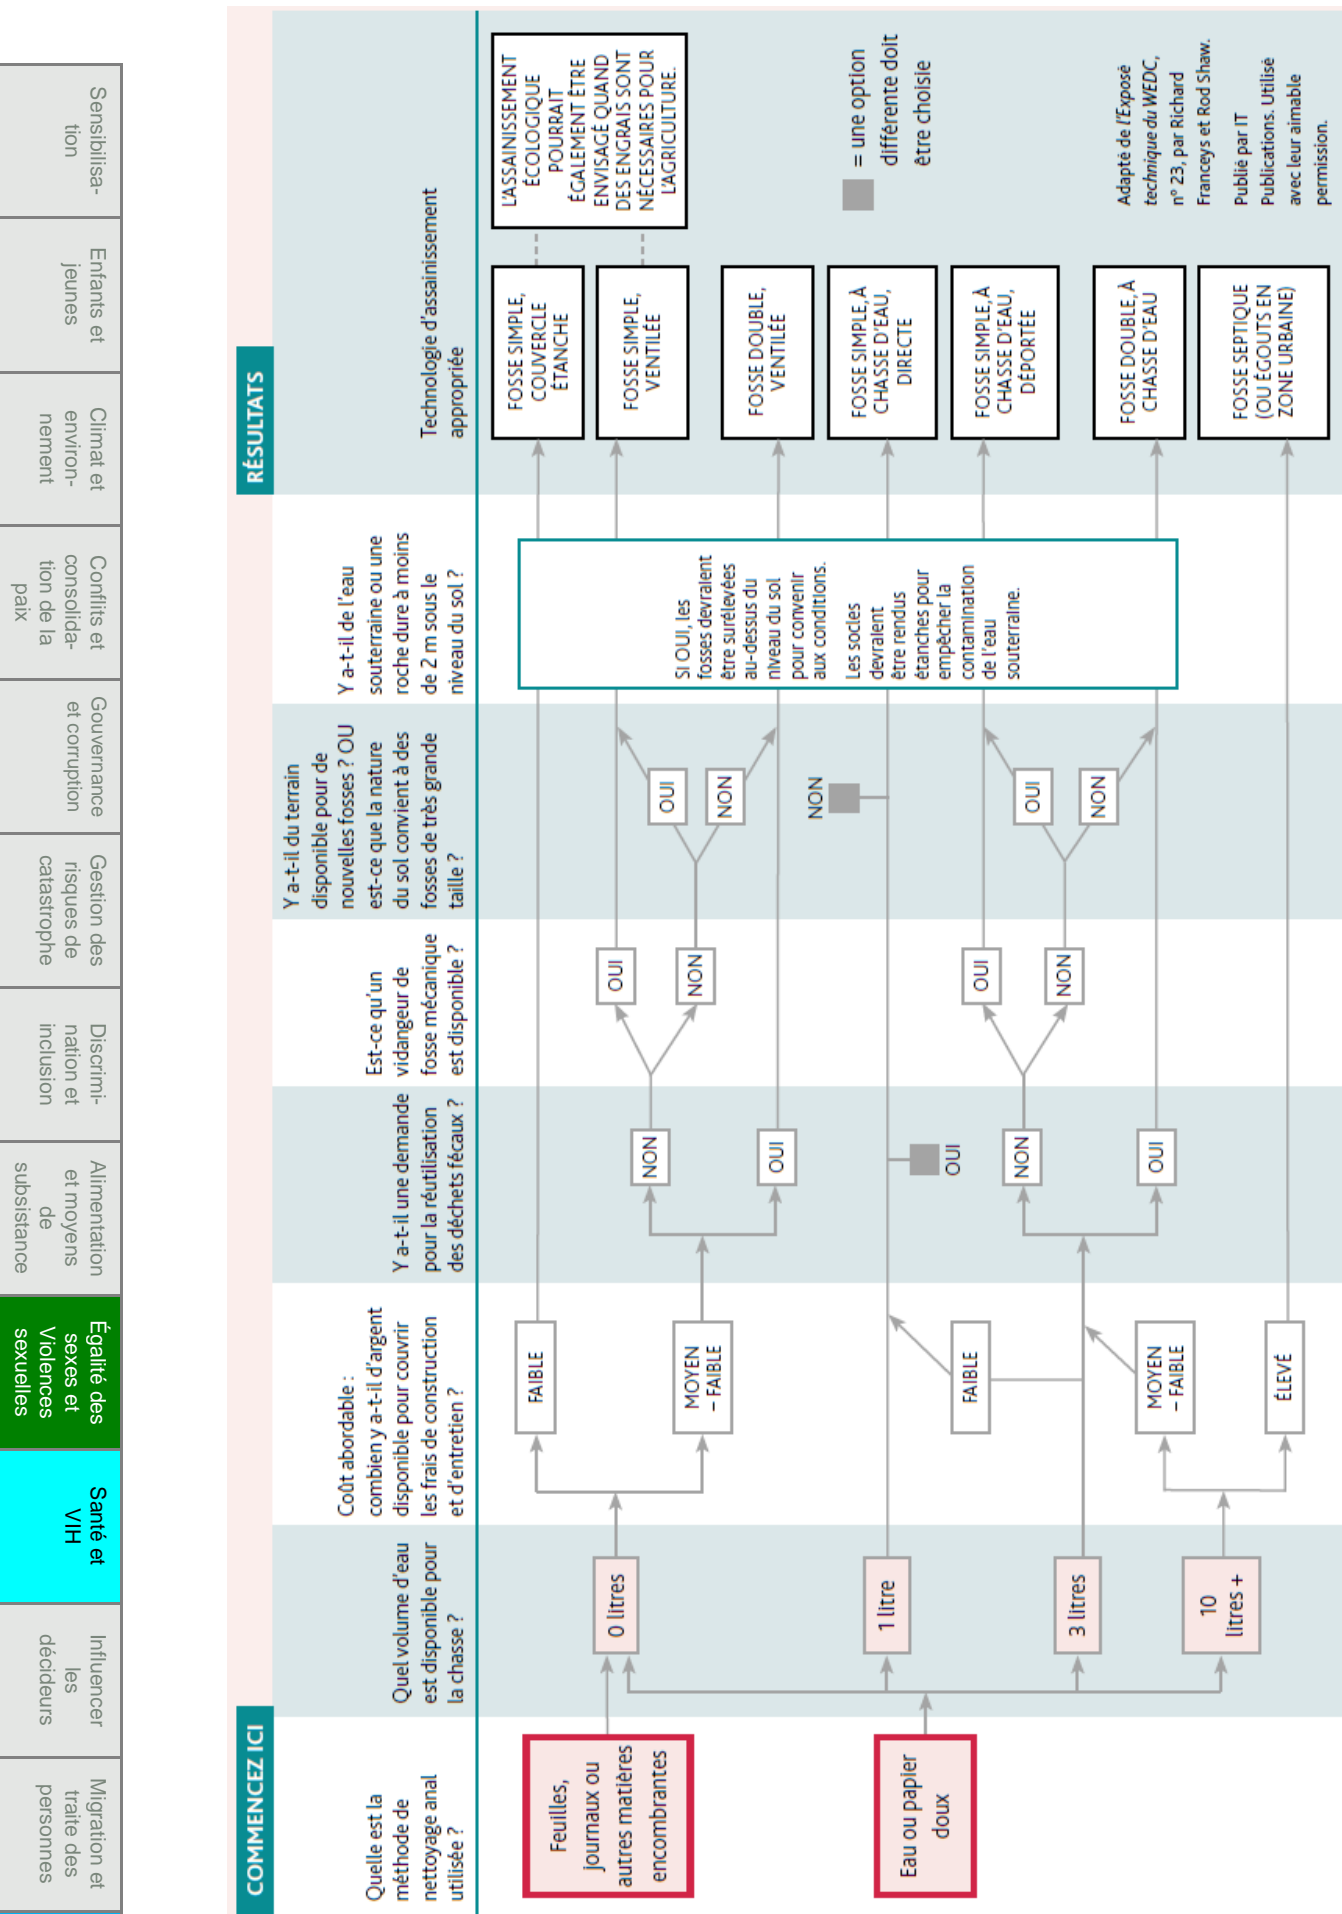 COMMENCEZ ICI
RÉSULTATS
Quelle est la
méthode de
nettoyage anal
utilisée ?
Quel volume d'eau
est disponible pour
la chasse ?
Coût abordable :
combien y a-t-il d'argent
disponible pour couvrir
les frais de construction
et d'entretien ?
Y a-t-il une demande
pour la réutilisation
des déchets fécaux ?
Est-ce qu'un
vidangeur de
fosse mécanique
est disponible ?
Y a-t-il du terrain
disponible pour de
nouvelles fosses ? OU
est-ce que la nature
du sol convient à des
fosses de très grande
taille ?
Y a-t-il de l'eau
souterraine ou une
roche dure à moins
de 2 m sous le
niveau du sol ?
Technologie d'assainissement
appropriée
Feuilles,
journaux ou
autres matières
encombrantes
Eau ou papier
doux
0 litres
1 litre
3 litres
10
litres +
FAIBLE
MOYEN
– FAIBLE
FAIBLE
MOYEN
– FAIBLE
ÉLEVÉ
NON
OUI
OUI
NON
OUI
OUI
NON
OUI
NON
OUI
NON
NON
OUI
NON
SI OUI, les
fosses devraient
être surélevées
au-dessus du
niveau du sol
pour convenir
aux conditions.
Les socles
devraient
être rendus
étanches pour
empêcher la
contamination
de l'eau
souterraine.
FOSSE SIMPLE,
COUVERCLE
ÉTANCHE
FOSSE SIMPLE,
VENTILÉE
FOSSE DOUBLE,
VENTILÉE
FOSSE SIMPLE, À
CHASSE D'EAU,
DIRECTE
FOSSE SIMPLE, À
CHASSE D'EAU,
DÉPORTÉE
FOSSE DOUBLE, À
CHASSE D'EAU
FOSSE SEPTIQUE
(OU ÉGOUTS EN
ZONE URBAINE)
L'ASSAINISSEMENT
ÉCOLOGIQUE
POURRAIT
ÉGALEMENT ÊTRE
ENVISAGÉ QUAND
DES ENGRAIS SONT
NÉCESSAIRES POUR
L'AGRICULTURE.
= une option
différente doit
être choisie
Adapté de l'Exposé
technique du WEDC,
n° 23, par Richard
Franceys et Rod Shaw.
Publié par IT
Publications. Utilisé
avec leur aimable
permission.
Sensibilisa-
tion
Enfants et
jeunes
Climat et
environ-
nement
Conflits et
consolida-
tion de la
paix
Gouvernance
et corruption
Gestion des
risques de
catastrophe
Discrimi-
nation et
inclusion
Alimentation
et moyens
de
subsistance
Égalité des
sexes et
Violences
sexuelles
Santé et
VIH
Influencer
les
décideurs
Migration et
traite des
personnes